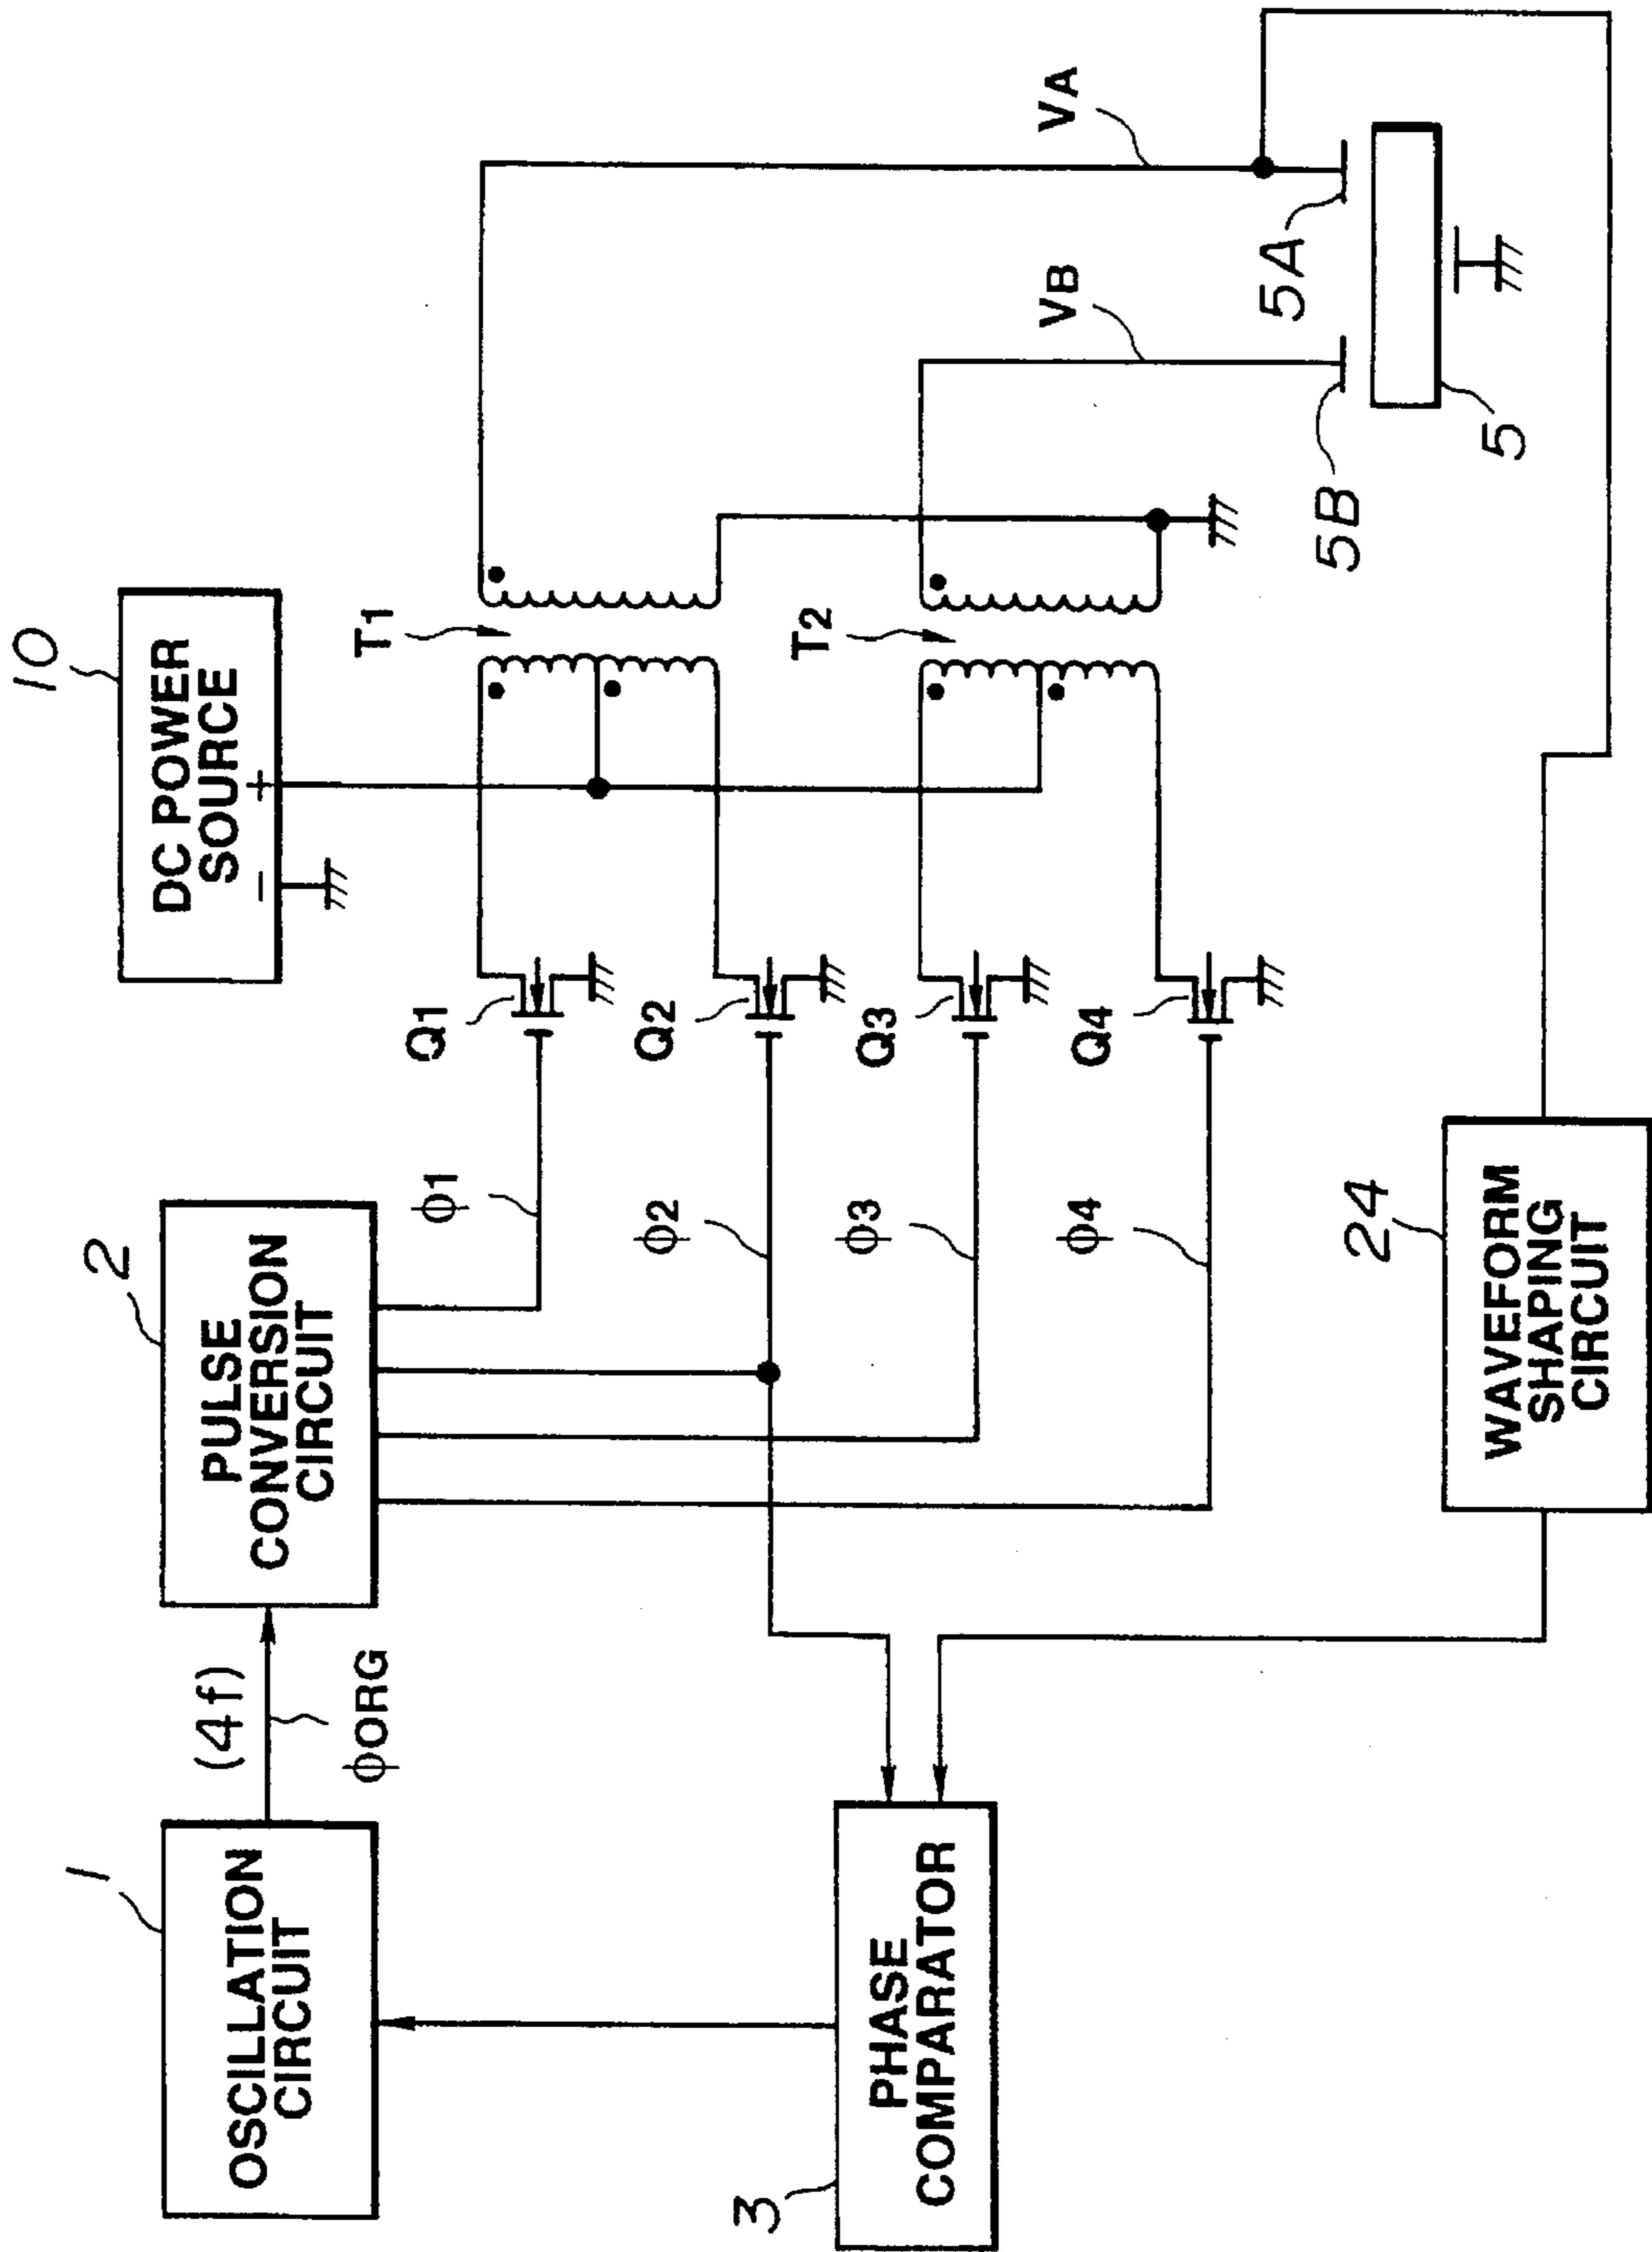 1
OSCILLATION
CIRCUIT
(4f)
ΦORG
2
PULSE
CONVERSION
CIRCUIT
10
DC POWER
SOURCE
−
+
3
PHASE
COMPARATOR
Φ1
Φ2
Φ3
Φ4
Q1
Q2
Q3
Q4
T1
T2
VA
VB
5A
5B
5
24
WAVEFORM
SHAPING
CIRCUIT